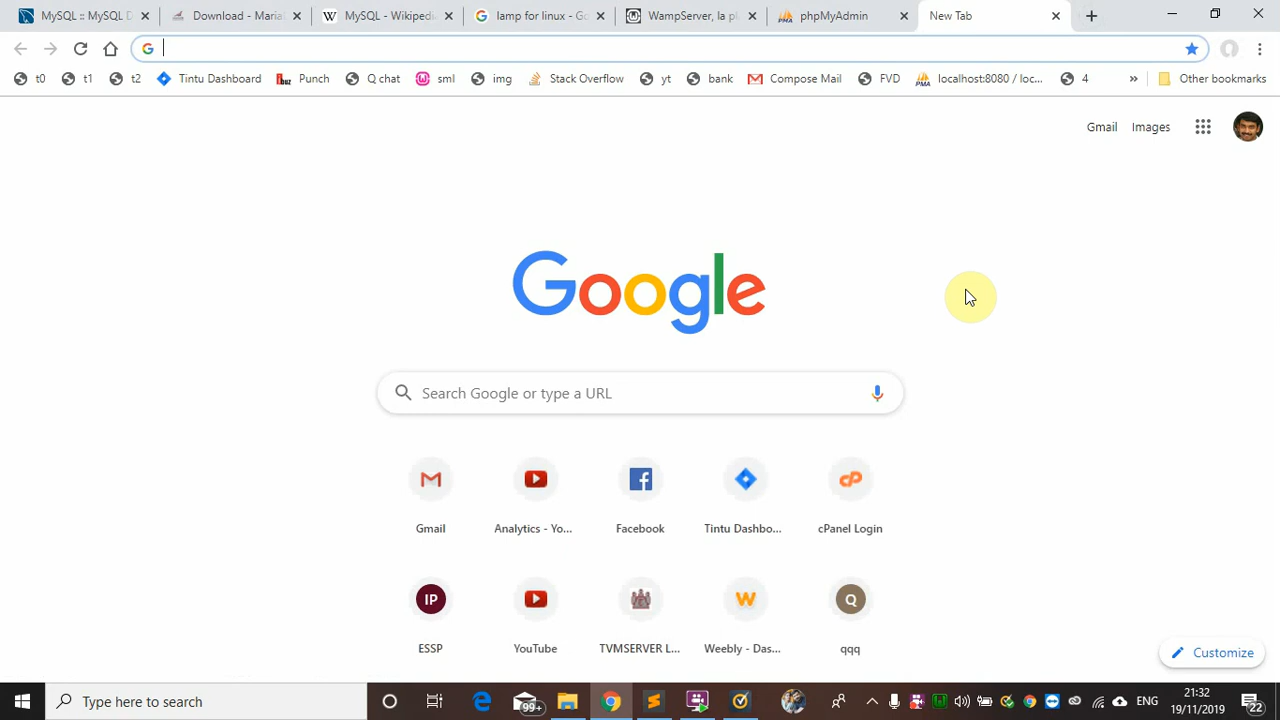 MySQL :: MySQL D
Download - Maria
MySQL - Wikipedi
lamp for linux - Go
WampServer, la pl
phpMyAdmin
New Tab
t0
t1
t2
Tintu Dashboard
Punch
Q chat
sml
img
Stack Overflow
yt
bank
Compose Mail
FVD
localhost:8080 / loc...
4
»
Other bookmarks
Gmail
Images
Google
Search Google or type a URL
Gmail
Analytics - Yo...
Facebook
Tintu Dashbo...
cPanel Login
IP
Q
ESSP
YouTube
TVMSERVER L...
Weebly - Das...
qqq
Customize
Type here to search
99+
ENG
21:32
19/11/2019
22